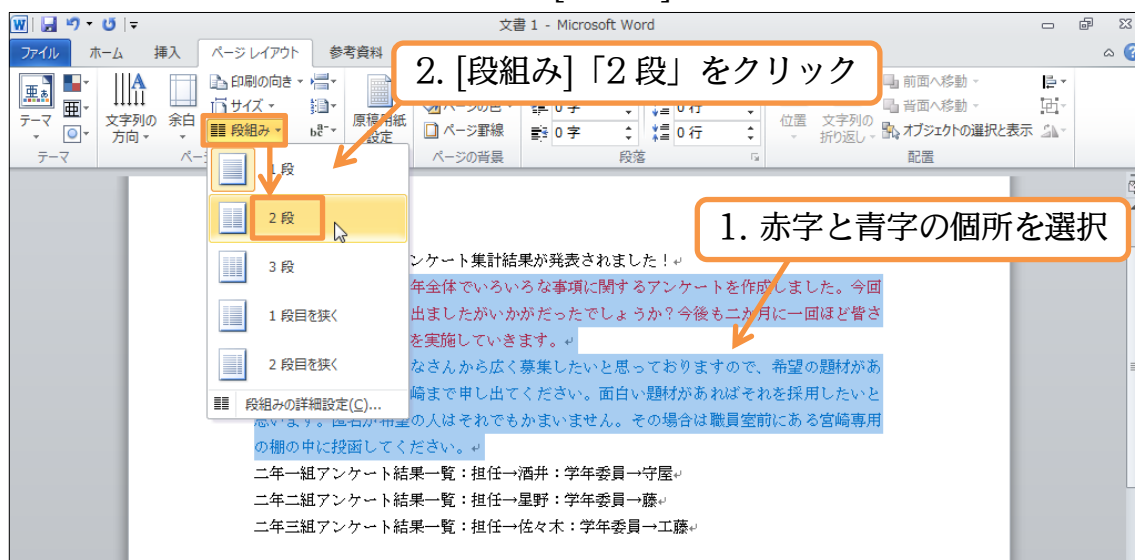 文書 1 - Microsoft Word
ファイル ホーム 挿入 ページ レイアウト 参考資料
2. [段組み]「2 段」をクリック
テーマ
文字列の方向
余白
印刷の向き
サイズ
段組み
原稿用紙設定
ページの色
ページ罫線
0 字
0 行
0 字
0 行
位置
文字列の折り返し
前面へ移動
背面へ移動
オブジェクトの選択と表示
テーマ
ページの背景
段落
配置
1 段
2 段
3 段
1 段目を狭く
2 段目を狭く
段組みの詳細設定(C)...
1. 赤字と青字の個所を選択
ンケート集計結果が発表されました!
年全体でいろいろな事項に関するアンケートを作成しました。今回
出ましたがいかがだったでしょうか?今後も二か月に一回ほど皆さ
を実施していきます。
なさんから広く募集したいと思っておりますので、希望の題材があ
崎まで申し出てください。面白い題材があればそれを採用したいと
思います。匿名が希望の人はそれでもかまいません。その場合は職員室前にある宮崎専用
の棚の中に投函してください。
二年一組アンケート結果一覧:担任→酒井:学年委員→守屋
二年二組アンケート結果一覧:担任→星野:学年委員→藤
二年三組アンケート結果一覧:担任→佐々木:学年委員→工藤